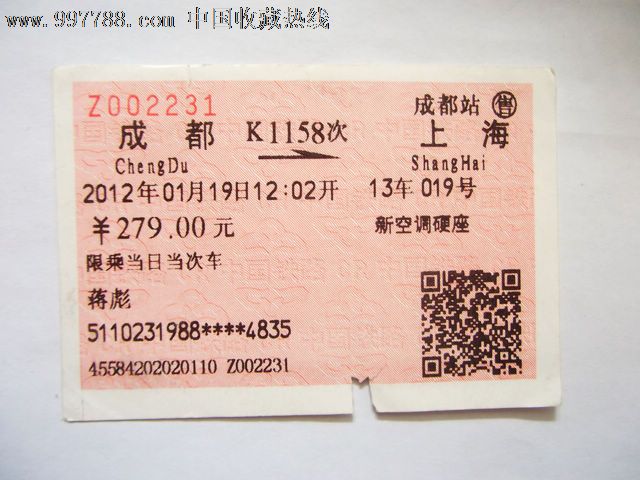 www.997788.com 中国收藏热线
Z002231 成都站 售
成都 K1158次 上海
ChengDu ShangHai
2012年01月19日12:02开 13车019号
￥279.00元 新空调硬座
限乘当日当次车
蒋彪
5110231988****4835
45584202020110 Z002231